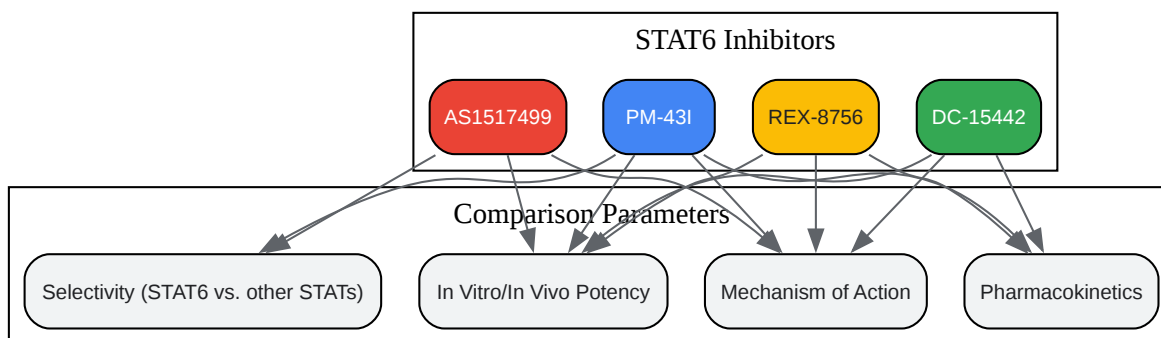 STAT6 Inhibitors
AS1517499
PM-43I
REX-8756
DC-15442
Comparison Parameters
Selectivity (STAT6 vs. other STATs)
In Vitro/In Vivo Potency
Mechanism of Action
Pharmacokinetics